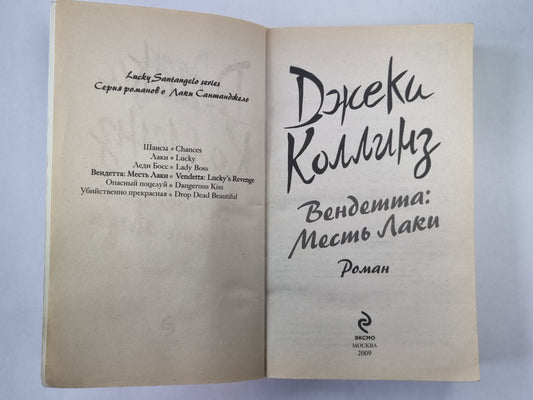 Lucky Santangelo series
Серия романов о Лаки Сантанджело
Шансы • Chances
Лаки • Lucky
Леди Босс • Lady Boss
Вендетта: Месть Лаки • Vendetta: Lucky's Revenge
Опасный поцелуй • Dangerous Kiss
Убийственно прекрасная • Drop Dead Beautiful
Джеки
Коллинз
Вендетта:
Месть Лаки
Роман
ЭКСМО
МОСКВА
2009